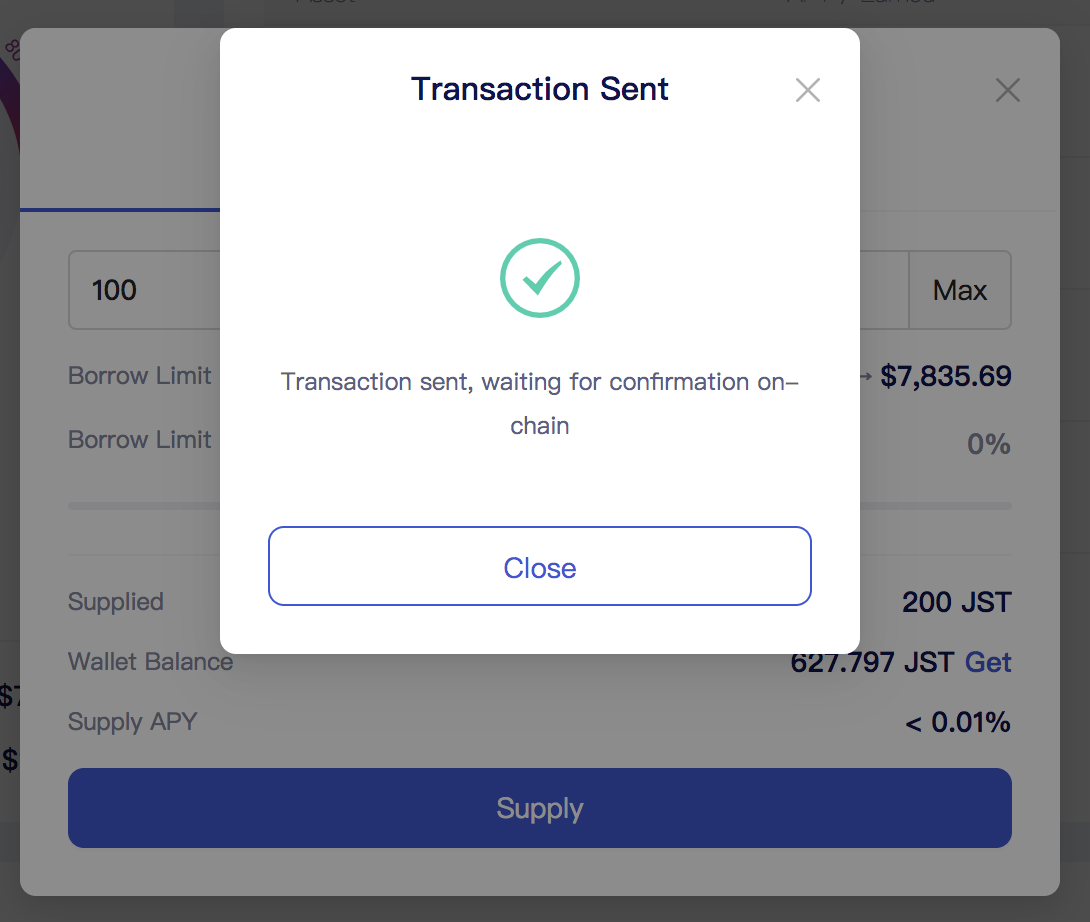 Transaction Sent
100
Max
Transaction sent, waiting for confirmation on-
chain
Borrow Limit
$7,835.69
Borrow Limit
0%
Close
Supplied
200 JST
Wallet Balance
627.797 JST Get
Supply APY
< 0.01%
Supply